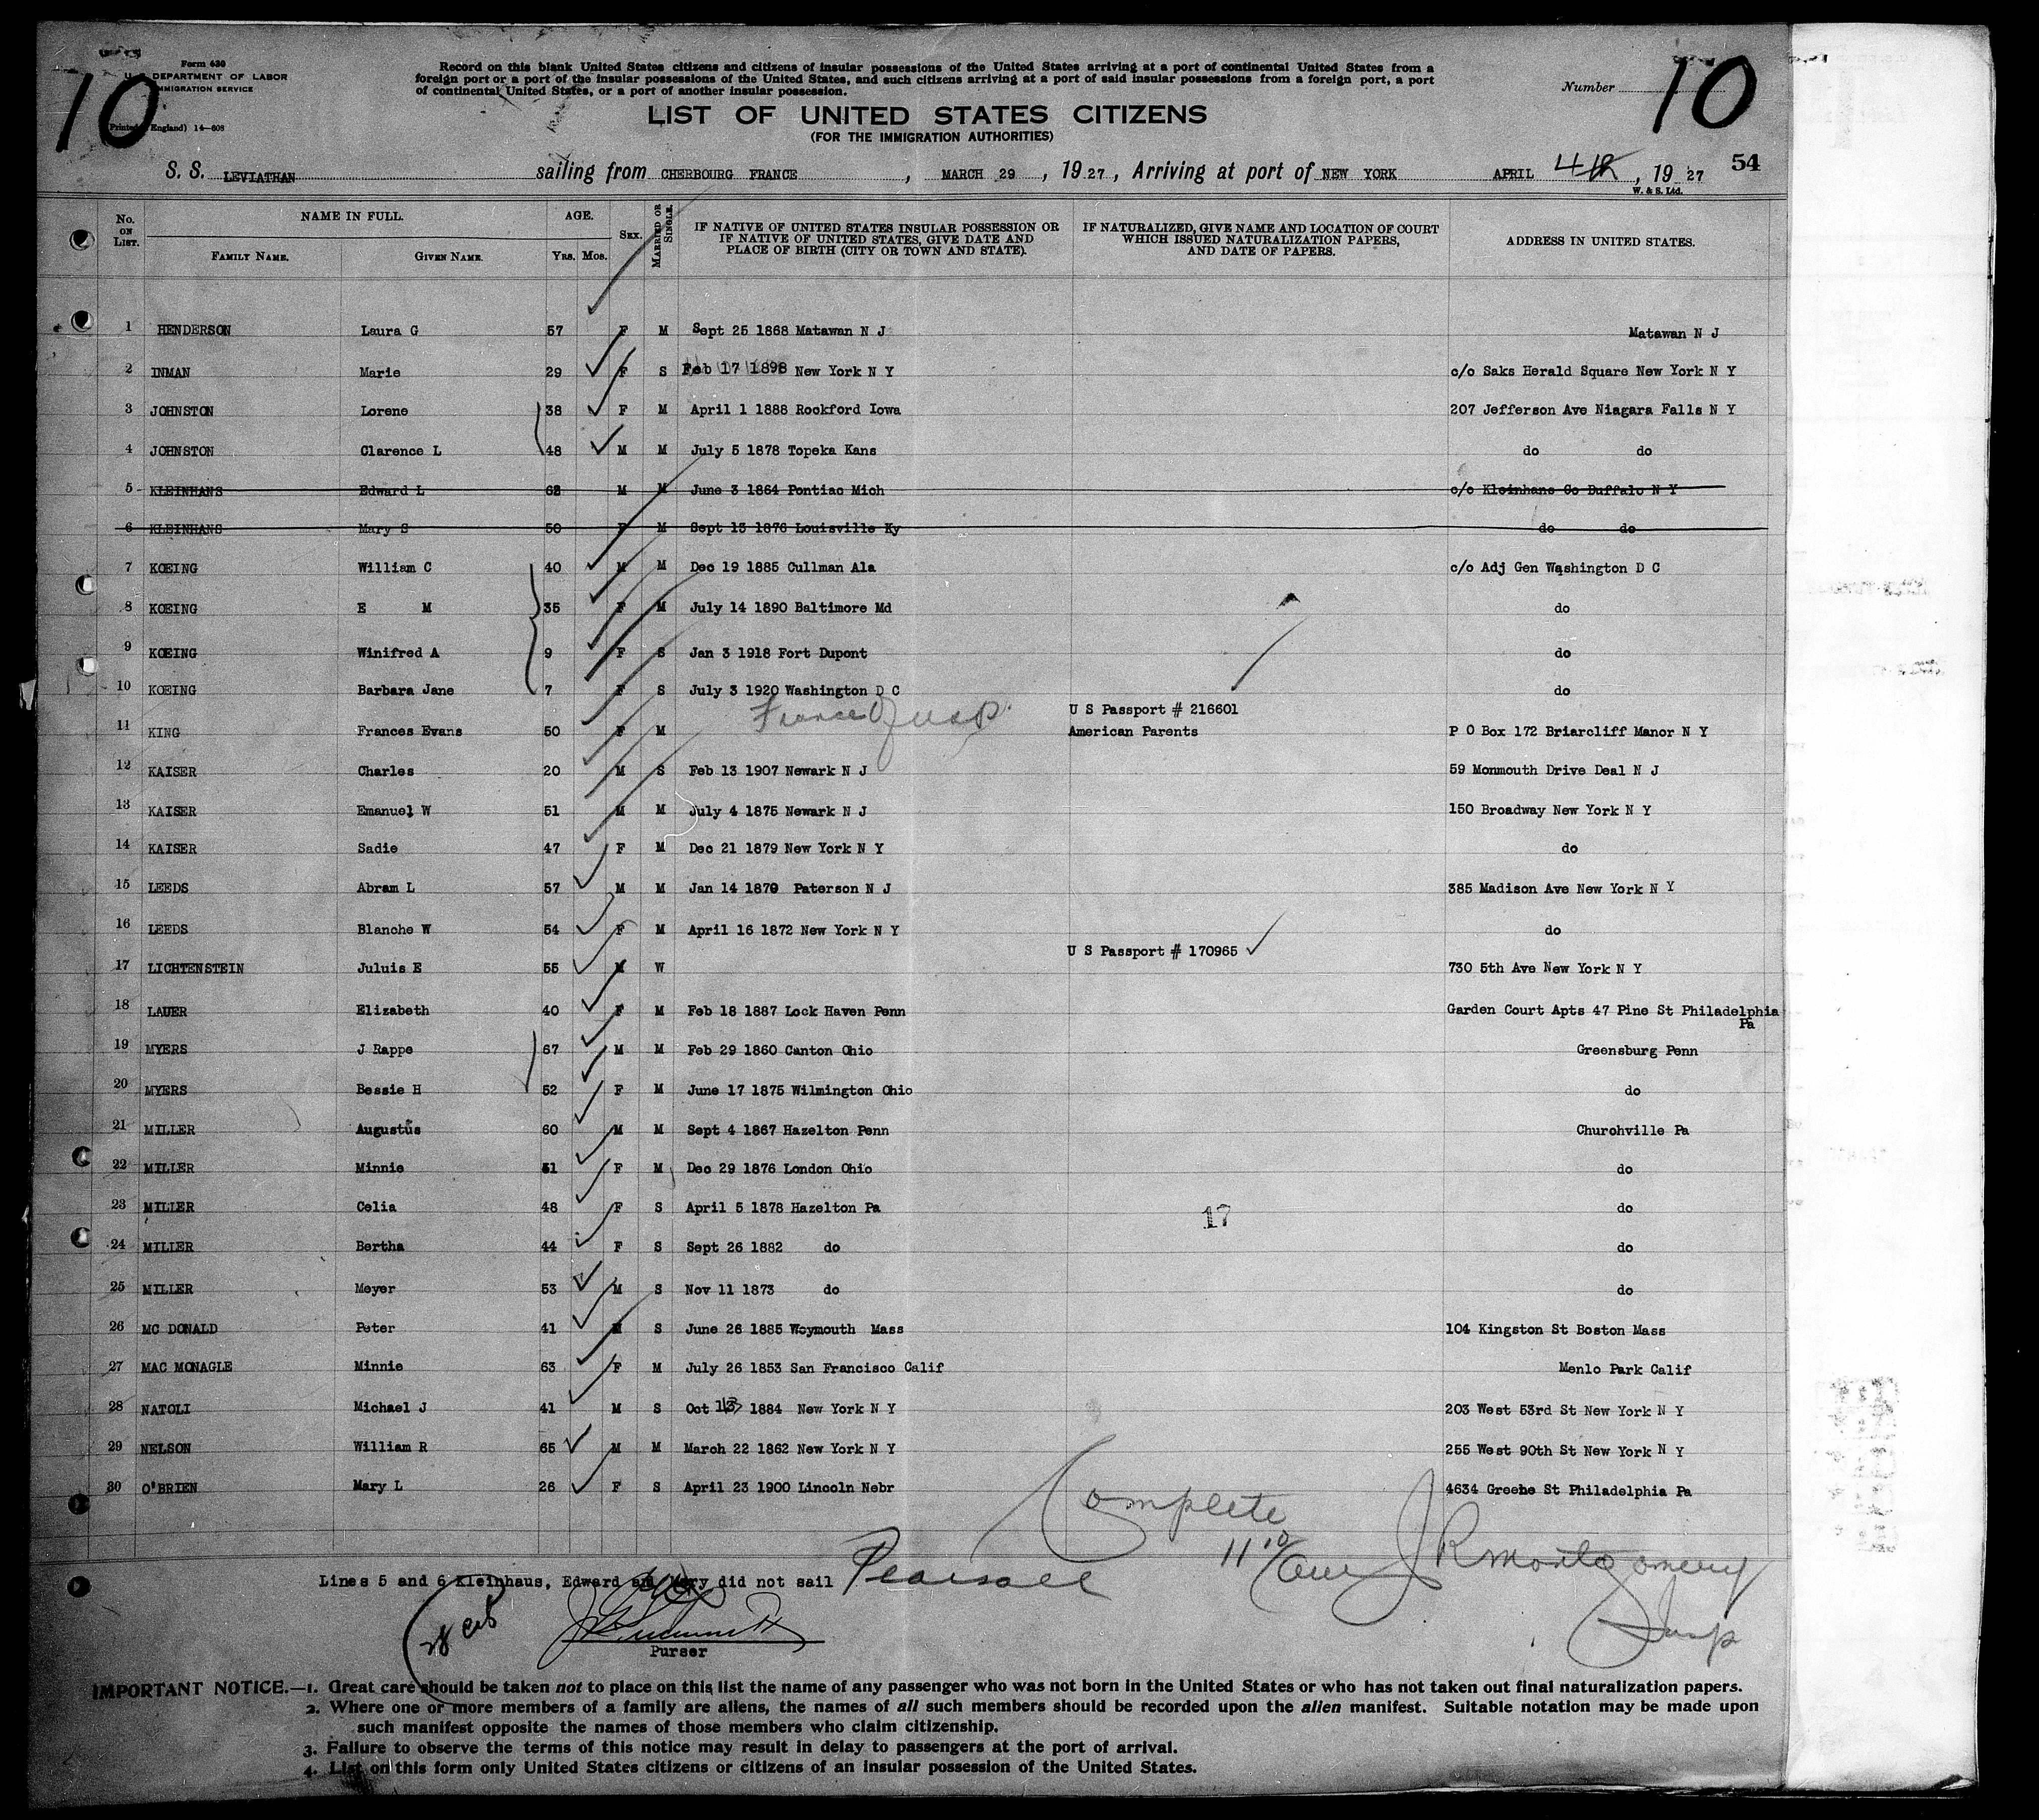 10
Form 630
U. S. DEPARTMENT OF LABOR
IMMIGRATION SERVICE
(Printed England) 14—608
Record on this blank United States citizens and citizens of insular possessions of the United States arriving at a port of continental United States from a
foreign port or a port of the insular possessions of the United States, and such citizens arriving at a port of said insular possessions from a foreign port, a port
of continental United States, or a port of another insular possession.
Number 10
LIST OF UNITED STATES CITIZENS
(FOR THE IMMIGRATION AUTHORITIES)
S. S. LEVIATHAN sailing from CHERBOURG FRANCE, MARCH 29, 1927, Arriving at port of NEW YORK APRIL 4th, 1927 54
W. & S. Ltd.
No. ON LIST. NAME IN FULL. FAMILY NAME. GIVEN NAME. AGE. Yrs. Mos. SEX. MARRIED OR SINGLE. IF NATIVE OF UNITED STATES INSULAR POSSESSION OR IF NATIVE OF UNITED STATES, GIVE DATE AND PLACE OF BIRTH (CITY OR TOWN AND STATE). IF NATURALIZED, GIVE NAME AND LOCATION OF COURT WHICH ISSUED NATURALIZATION PAPERS, AND DATE OF PAPERS. ADDRESS IN UNITED STATES.
1 HENDERSON Laura G 57 F M Sept 25 1868 Matawan N J Matawan N J
2 INMAN Marie 29 F S Feb 17 1898 New York N Y c/o Saks Herald Square New York N Y
3 JOHNSTON Lorene 38 F M April 1 1888 Rockford Iowa 207 Jefferson Ave Niagara Falls N Y
4 JOHNSTON Clarence L 48 M M July 5 1878 Topeka Kans do do
5 KLEINHANS Edward L 62 M M June 3 1864 Pontiac Mich c/o Kleinhans Co Buffalo N Y
6 KLEINHANS Mary S 50 F M Sept 13 1876 Louisville Ky do do
7 KOEING William C 40 M M Dec 19 1885 Cullman Ala c/o Adj Gen Washington D C
8 KOEING E M 35 F M July 14 1890 Baltimore Md do
9 KOEING Winifred A 9 F S Jan 3 1918 Fort Dupont do
10 KOEING Barbara Jane 7 F S July 3 1920 Washington D C do
France USP. U S Passport # 216601
11 KING Frances Evans 50 F M American Parents P O Box 172 Briarcliff Manor N Y
12 KAISER Charles 20 M S Feb 13 1907 Newark N J 59 Monmouth Drive Deal N J
13 KAISER Emanuel W 51 M M July 4 1875 Newark N J 150 Broadway New York N Y
14 KAISER Sadie 47 F M Dec 21 1879 New York N Y do
15 LEEDS Abram L 57 M M Jan 14 1870 Paterson N J 385 Madison Ave New York N Y
16 LEEDS Blanche W 54 F M April 16 1872 New York N Y do
U S Passport # 170965
17 LICHTENSTEIN Juluis E 55 M W 730 5th Ave New York N Y
18 LAUER Elizabeth 40 F M Feb 18 1887 Lock Haven Penn Garden Court Apts 47 Pine St Philadelphia
Pa
19 MYERS J Rappe 67 M M Feb 29 1860 Canton Ohio Greensburg Penn
20 MYERS Bessie H 52 F M June 17 1875 Wilmington Ohio do
21 MILLER Augustus 60 M M Sept 4 1867 Hazelton Penn Churchville Pa
22 MILLER Minnie 51 F M Dec 29 1876 London Ohio do
23 MILLER Celia 48 F S April 5 1878 Hazelton Pa do
17
24 MILLER Bertha 44 F S Sept 26 1882 do do
25 MILLER Meyer 53 M S Nov 11 1873 do do
26 MC DONALD Peter 41 M S June 26 1885 Weymouth Mass 104 Kingston St Boston Mass
27 MAC MONAGLE Minnie 63 F M July 26 1853 San Francisco Calif Menlo Park Calif
28 NATOLI Michael J 41 M S Oct 13 1884 New York N Y 203 West 53rd St New York N Y
29 NELSON William R 65 M M March 22 1862 New York N Y 255 West 90th St New York N Y
30 O'BRIEN Mary L 26 F S April 23 1900 Lincoln Nebr 4634 Greene St Philadelphia Pa
Complete
11 10
J R Montgomery
Insp
Lines 5 and 6 Kleinhaus, Edward and Mary did not sail Pearsall
Purser
IMPORTANT NOTICE.—1. Great care should be taken not to place on this list the name of any passenger who was not born in the United States or who has not taken out final naturalization papers.
2. Where one or more members of a family are aliens, the names of all such members should be recorded upon the alien manifest. Suitable notation may be made upon
such manifest opposite the names of those members who claim citizenship.
3. Failure to observe the terms of this notice may result in delay to passengers at the port of arrival.
4. List on this form only United States citizens or citizens of an insular possession of the United States.